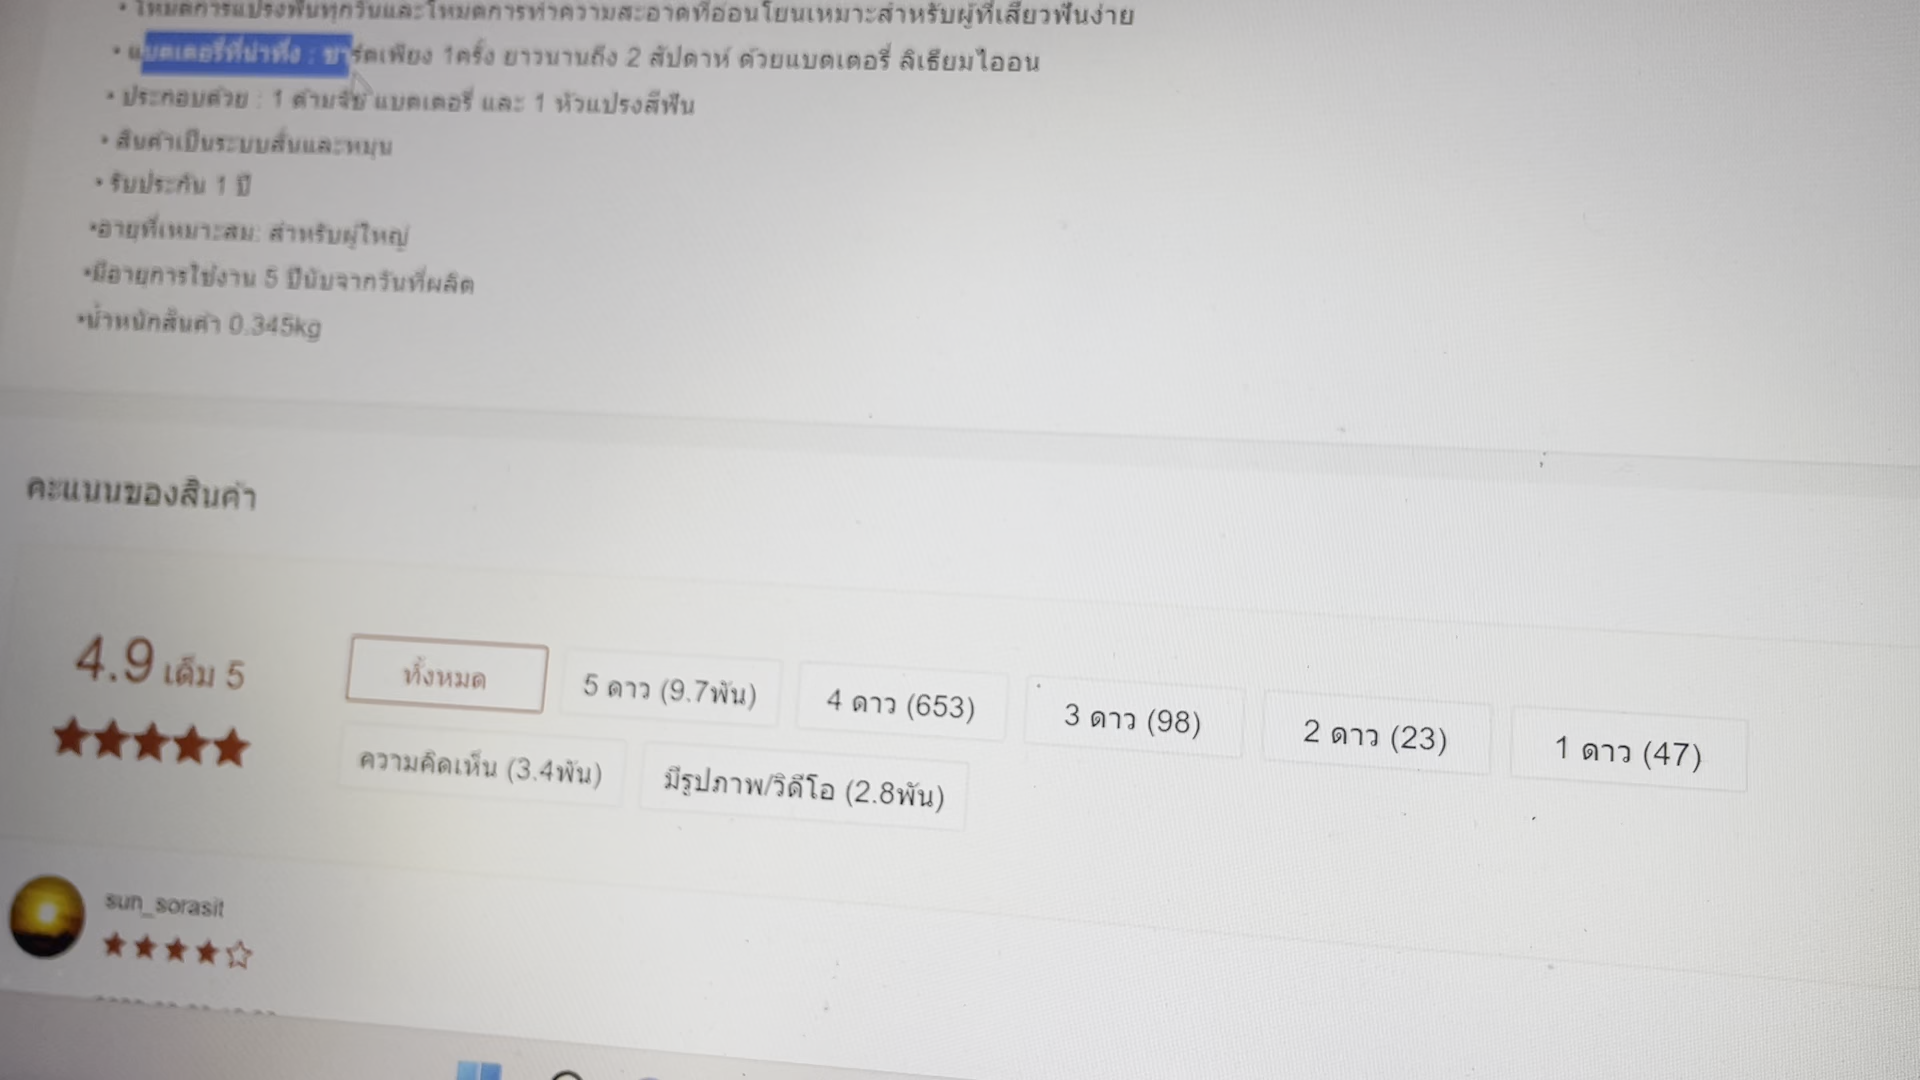 • โหมดการแปรงฟันทุกวันและโหมดการทำความสะอาดที่อ่อนโยนเหมาะสำหรับผู้ที่เสียวฟันง่าย
• แบตเตอรี่ที่น่าทึ่ง : ชาร์ตเพียง 1ครั้ง ยาวนานถึง 2 สัปดาห์ ด้วยแบตเตอรี่ ลิเธียมไอออน
• ประกอบด้วย : 1 ด้ามจับ แบตเตอรี่ และ 1 หัวแปรงสีฟัน
• สินค้าเป็นระบบสั่นและหมุน
• รับประกัน 1 ปี
•อายุที่เหมาะสม: สำหรับผู้ใหญ่
•มีอายุการใช้งาน 5 ปีนับจากวันที่ผลิต
•น้ำหนักสินค้า 0.345kg
คะแนนของสินค้า
4.9 เต็ม 5
ทั้งหมด
5 ดาว (9.7พัน)
4 ดาว (653)
3 ดาว (98)
2 ดาว (23)
1 ดาว (47)
ความคิดเห็น (3.4พัน)
มีรูปภาพ/วิดีโอ (2.8พัน)
sun_sorasit